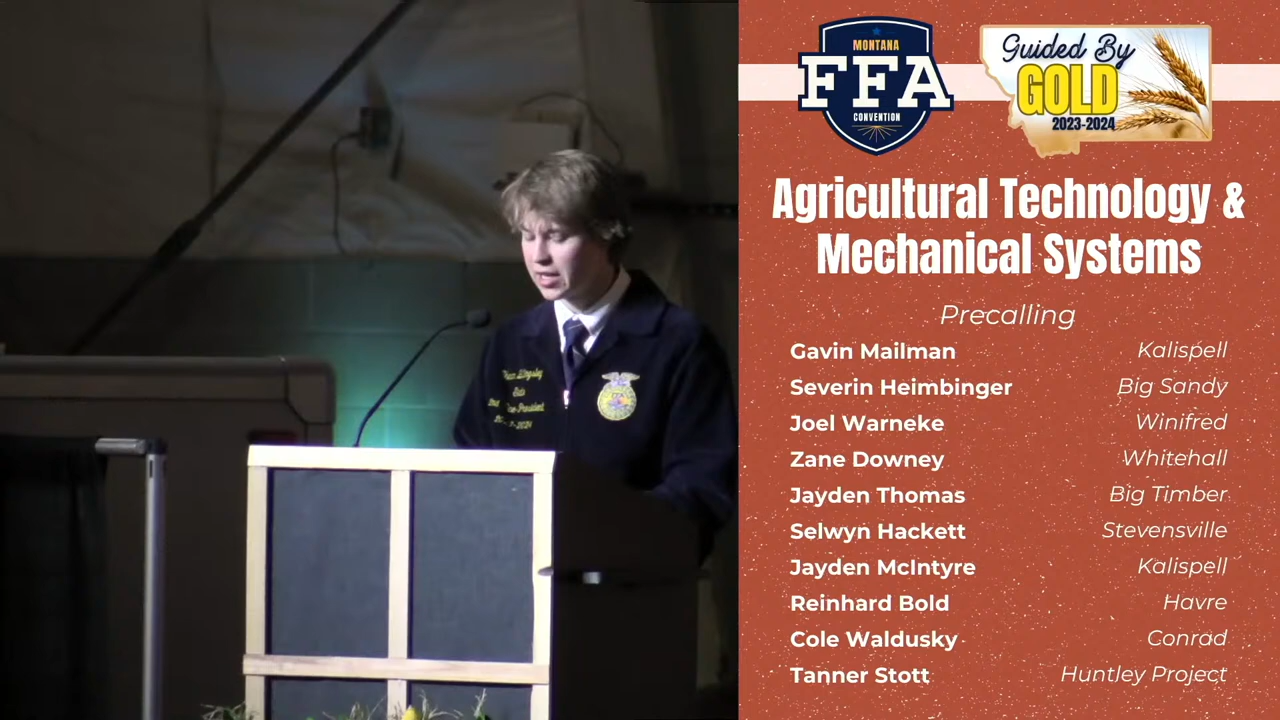 MONTANA
FFA
CONVENTION
Guided By
GOLD
2023-2024
Agricultural Technology &
Mechanical Systems
Precalling
Gavin Mailman Kalispell
Severin Heimbinger Big Sandy
Joel Warneke Winifred
Zane Downey Whitehall
Jayden Thomas Big Timber
Selwyn Hackett Stevensville
Jayden McIntyre Kalispell
Reinhard Bold Havre
Cole Waldusky Conrad
Tanner Stott Huntley Project